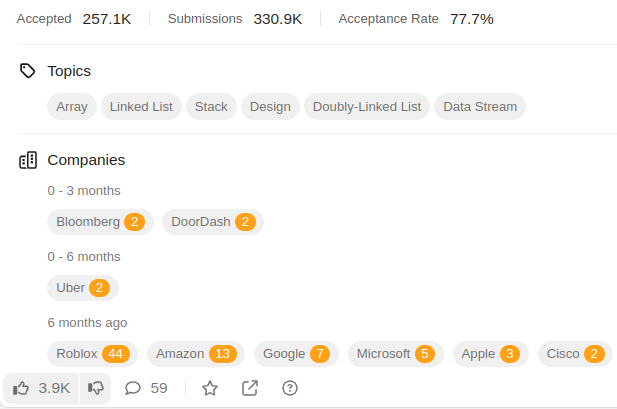 Accepted 257.1K Submissions 330.9K Acceptance Rate 77.7%
Topics
Array Linked List Stack Design Doubly-Linked List Data Stream
Companies
0 - 3 months
Bloomberg 2 DoorDash 2
0 - 6 months
Uber 2
6 months ago
Roblox 44 Amazon 13 Google 7 Microsoft 5 Apple 3 Cisco 2
3.9K 59